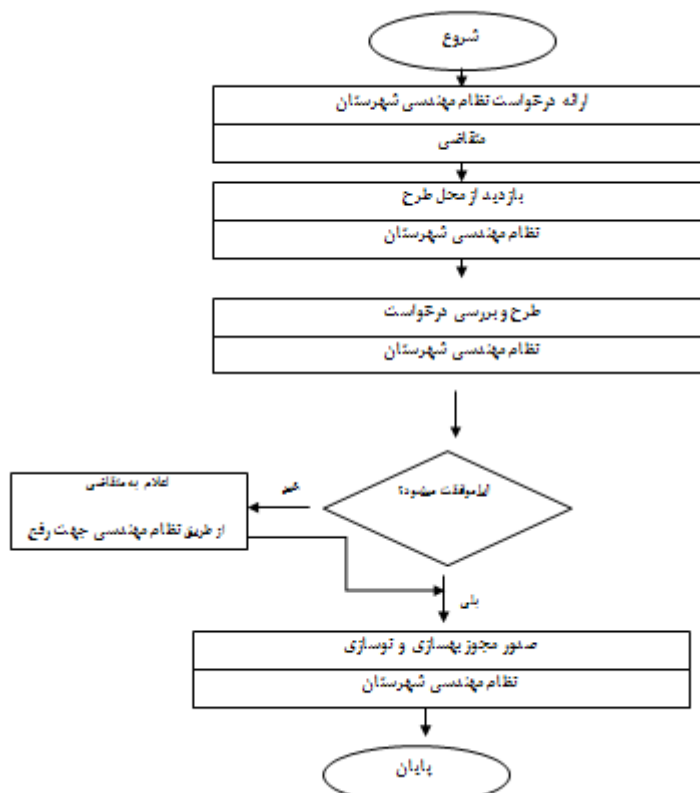 شروع
ارائه درخواست نظام مهندسی شهرستان
متقاضی
بازدید از محل طرح
نظام مهندسی شهرستان
طرح و بررسی درخواست
نظام مهندسی شهرستان
آیا موافقت میشود؟
خیر
اعلام به متقاضی
از طریق نظام مهندسی جهت رفع
بلی
صدور مجوز بهسازی و نوسازی
نظام مهندسی شهرستان
پایان